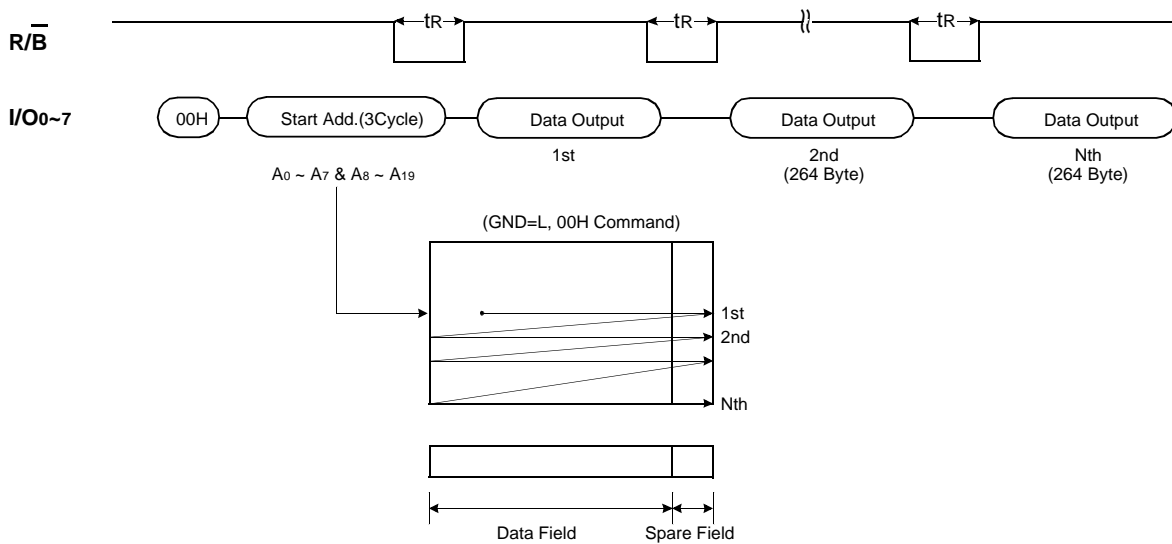 tR tR tR
R/B
I/O0~7 00H Start Add.(3Cycle) Data Output Data Output Data Output
1st 2nd Nth
(264 Byte) (264 Byte)
A0 ~ A7 & A8 ~ A19
(GND=L, 00H Command)
1st
2nd
Nth
Data Field Spare Field